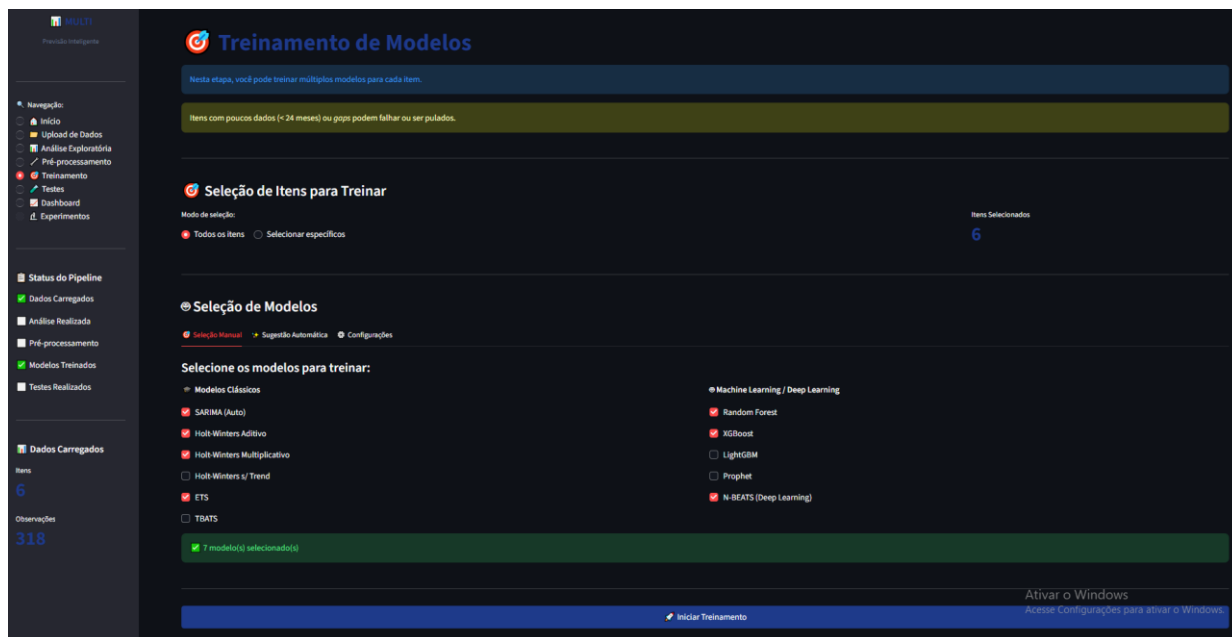 MULTI
Previsão Inteligente
Navegação:
Início
Upload de Dados
Análise Exploratória
Pré-processamento
Treinamento
Testes
Dashboard
Experimentos
Status do Pipeline
Dados Carregados
Análise Realizada
Pré-processamento
Modelos Treinados
Testes Realizados
Dados Carregados
Itens
6
Observações
318
Treinamento de Modelos
Nesta etapa, você pode treinar múltiplos modelos para cada item.
Itens com poucos dados (< 24 meses) ou gaps podem falhar ou ser pulados.
Seleção de Itens para Treinar
Modo de seleção:
Todos os itens Selecionar específicos
Itens Selecionados
6
Seleção de Modelos
Seleção Manual Sugestão Automática Configurações
Selecione os modelos para treinar:
Modelos Clássicos
SARIMA (Auto)
Holt-Winters Aditivo
Holt-Winters Multiplicativo
Holt-Winters s/ Trend
ETS
TBATS
Machine Learning / Deep Learning
Random Forest
XGBoost
LightGBM
Prophet
N-BEATS (Deep Learning)
7 modelo(s) selecionado(s)
Iniciar Treinamento
Ativar o Windows
Acesse Configurações para ativar o Windows.